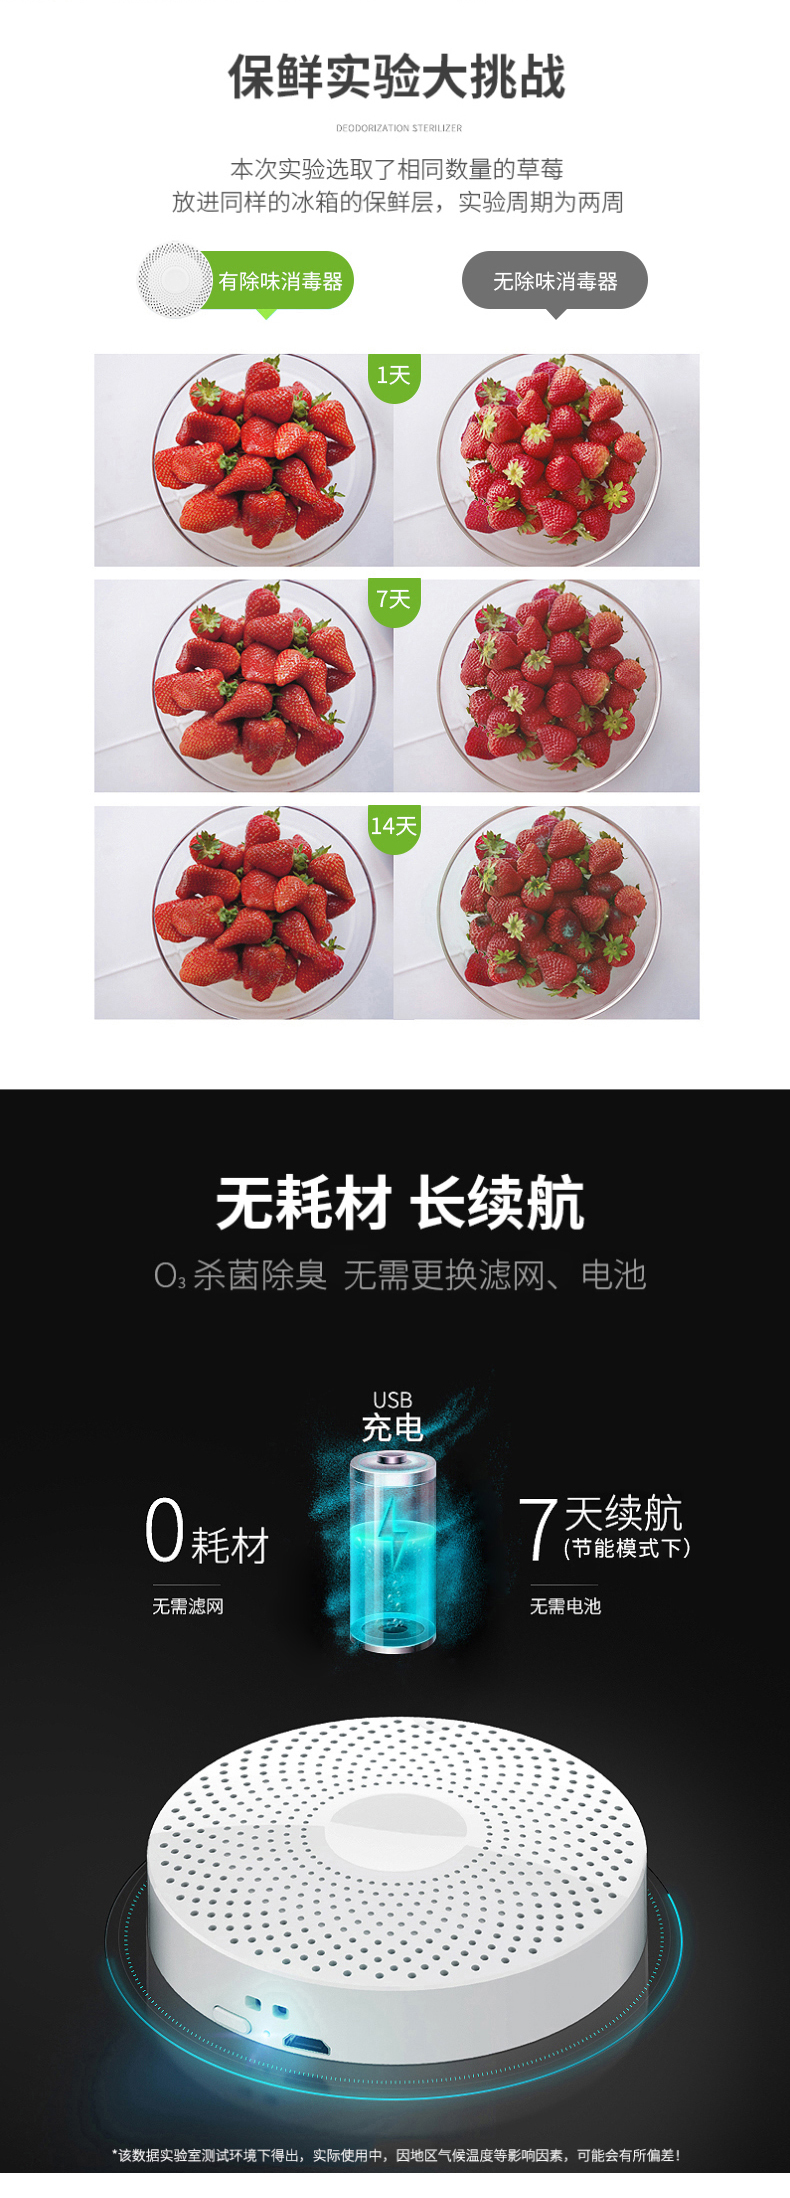 保鲜实验大挑战
DEODORIZATION STERILIZER
本次实验选取了相同数量的草莓
放进同样的冰箱的保鲜层，实验周期为两周
有除味消毒器
无除味消毒器
1天
7天
14天
无耗材 长续航
O₃ 杀菌除臭 无需更换滤网、电池
USB
充电
0耗材
无需滤网
7天续航
(节能模式下)
无需电池
*该数据实验室测试环境下得出，实际使用中，因地区气候温度等影响因素，可能会有所偏差！